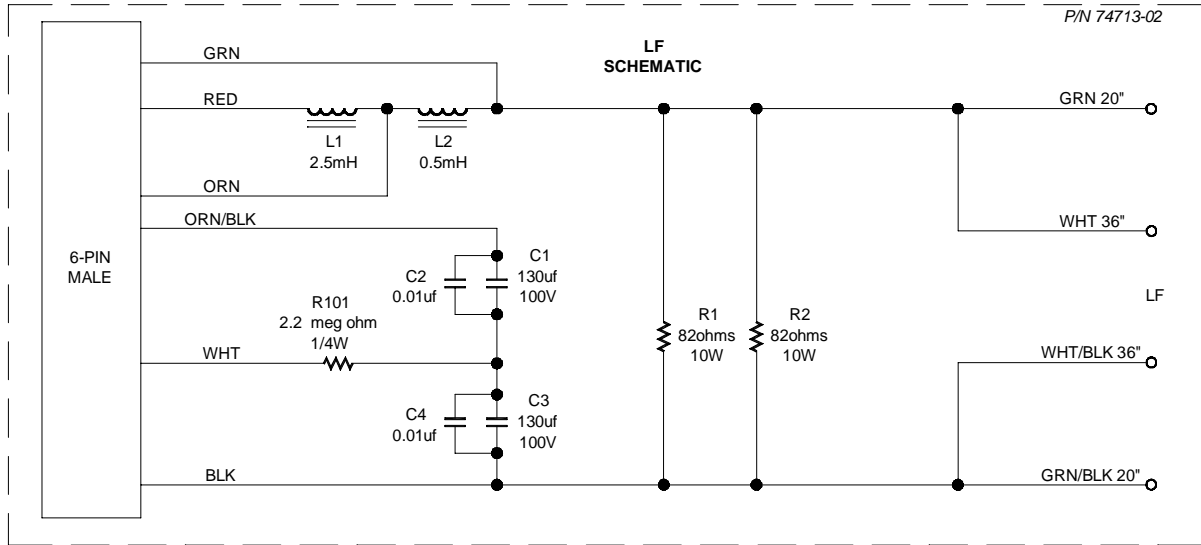 P/N 74713-02
GRN
LF
SCHEMATIC
RED
GRN 20"
L1
2.5mH
L2
0.5mH
ORN
ORN/BLK
WHT 36"
6-PIN
MALE
C2
0.01uf
C1
130uf
100V
LF
R101
2.2 meg ohm
1/4W
R1
82ohms
10W
R2
82ohms
10W
WHT
WHT/BLK 36"
C4
0.01uf
C3
130uf
100V
BLK
GRN/BLK 20"